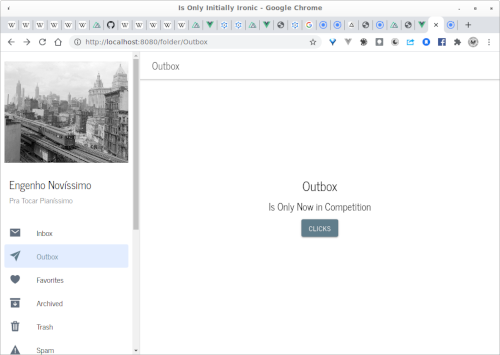 Is Only Initially Ironic - Google Chrome
http://localhost:8080/folder/Outbox
Outbox
Engenho Novíssimo
Pra Tocar Pianíssimo
Inbox
Outbox
Favorites
Archived
Trash
Spam
Outbox
Is Only Now in Competition
CLICKS